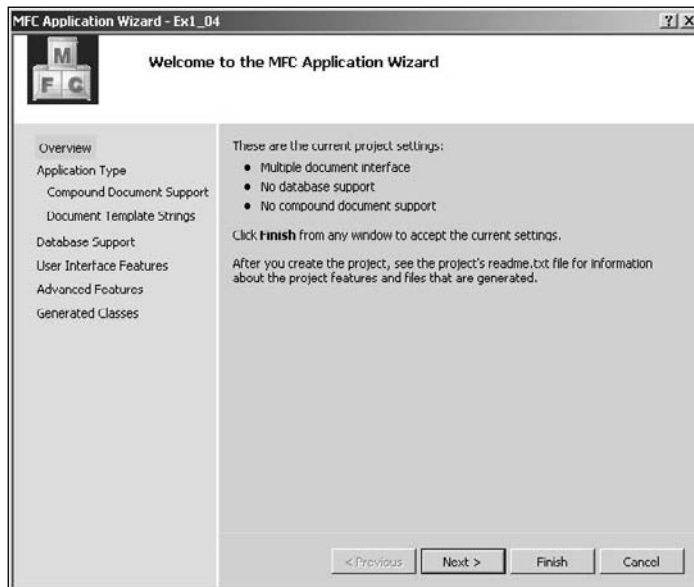 MFC Application Wizard - Ex1_04
? X
M
F C
Welcome to the MFC Application Wizard
Overview
Application Type
Compound Document Support
Document Template Strings
Database Support
User Interface Features
Advanced Features
Generated Classes
These are the current project settings:
• Multiple document interface
• No database support
• No compound document support
Click Finish from any window to accept the current settings.
After you create the project, see the project's readme.txt file for information
about the project features and files that are generated.
< Previous Next > Finish Cancel